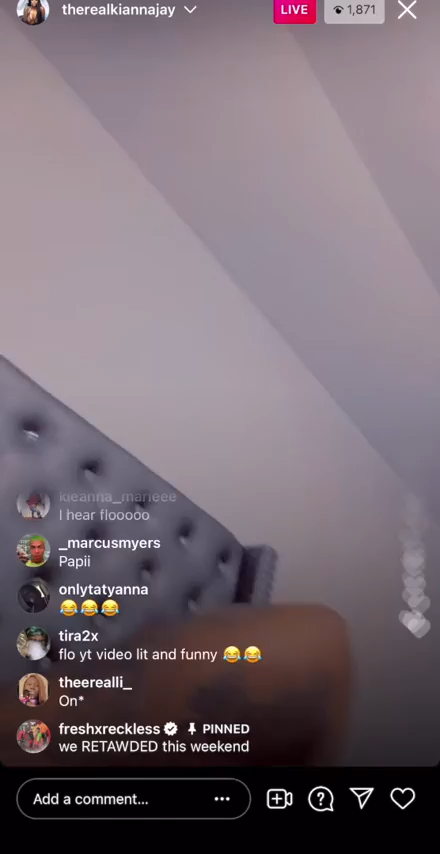 therealkiannajay
LIVE
1,871
kieanna_marieee
I hear flooooo
_marcusmyers
Papii
onlytatyanna
😂😂😂
tira2x
flo yt video lit and funny 😂😂
theerealli_
On*
freshxreckless PINNED
we RETAWDED this weekend
Add a comment...